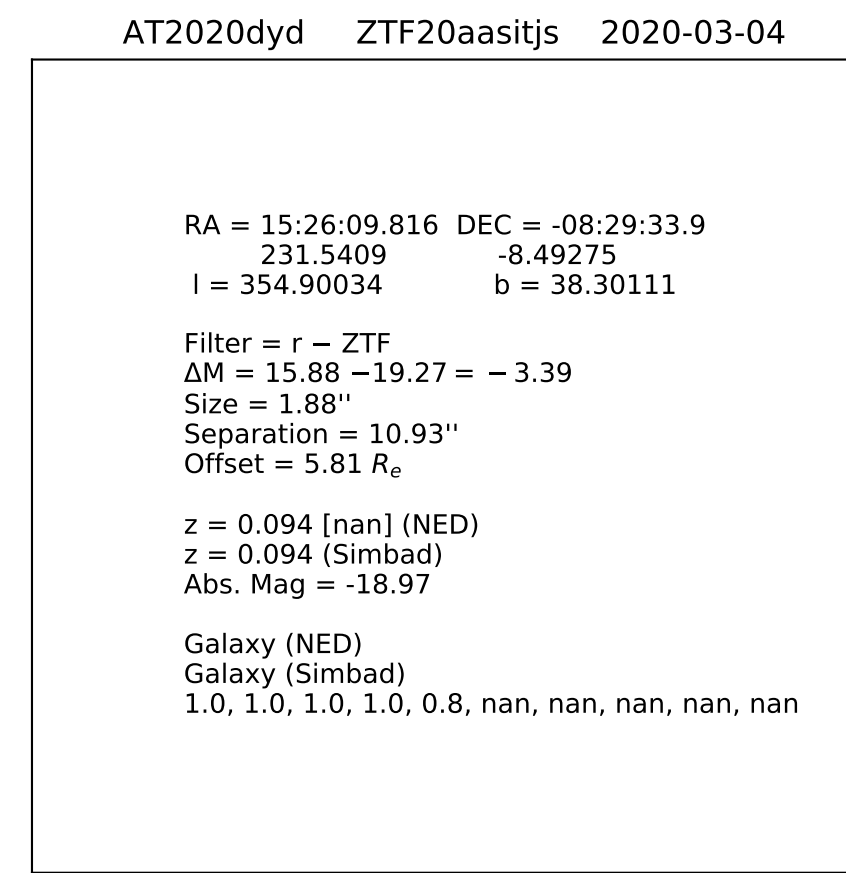 AT2020dyd ZTF20aasitjs 2020-03-04
RA = 15:26:09.816 DEC = -08:29:33.9
231.5409 -8.49275
l = 354.90034 b = 38.30111
Filter = r − ZTF
ΔM = 15.88 −19.27 = −3.39
Size = 1.88''
Separation = 10.93''
Offset = 5.81 Rₑ
z = 0.094 [nan] (NED)
z = 0.094 (Simbad)
Abs. Mag = -18.97
Galaxy (NED)
Galaxy (Simbad)
1.0, 1.0, 1.0, 1.0, 0.8, nan, nan, nan, nan, nan